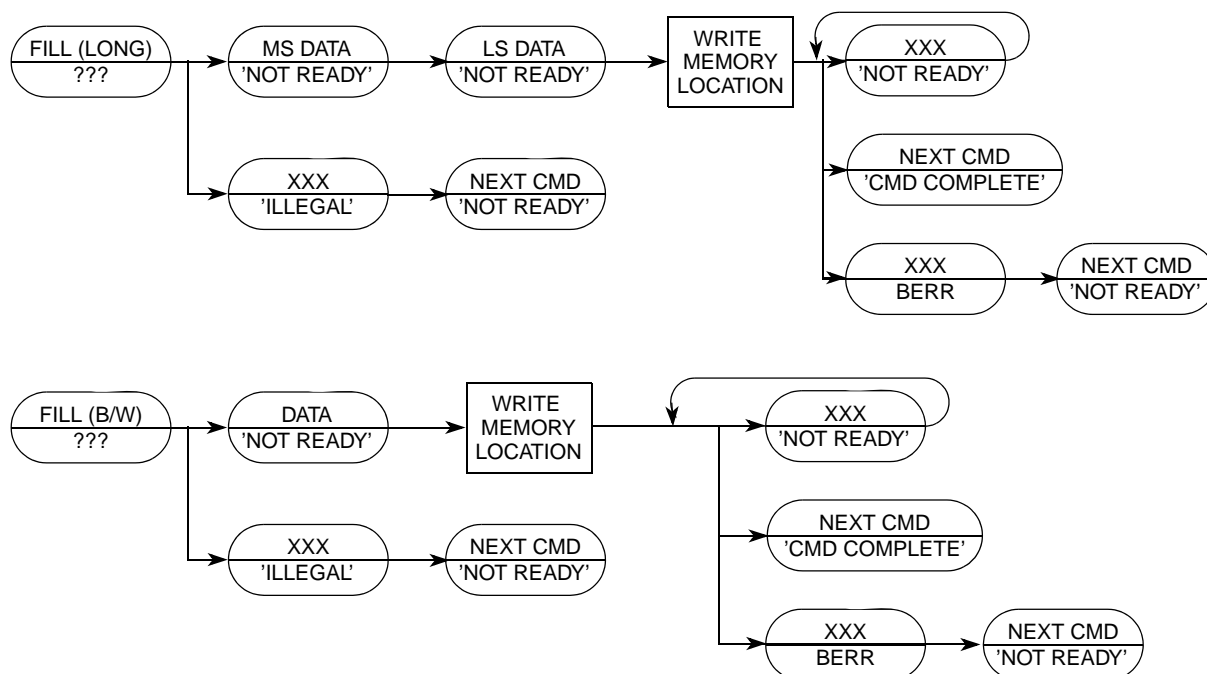 FILL (LONG)
???
MS DATA
'NOT READY'
LS DATA
'NOT READY'
WRITE
MEMORY
LOCATION
XXX
'NOT READY'
NEXT CMD
'CMD COMPLETE'
XXX
'ILLEGAL'
NEXT CMD
'NOT READY'
XXX
BERR
NEXT CMD
'NOT READY'
FILL (B/W)
???
DATA
'NOT READY'
WRITE
MEMORY
LOCATION
XXX
'NOT READY'
NEXT CMD
'CMD COMPLETE'
XXX
'ILLEGAL'
NEXT CMD
'NOT READY'
XXX
BERR
NEXT CMD
'NOT READY'